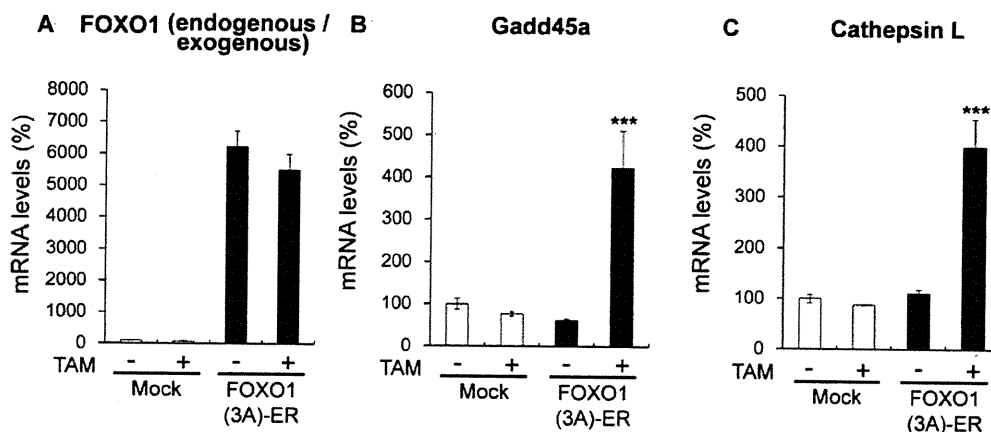 A FOXO1 (endogenous / exogenous)
mRNA levels (%)
8000
7000
6000
5000
4000
3000
2000
1000
0
TAM - + - +
Mock FOXO1 (3A)-ER
B Gadd45a
mRNA levels (%)
600
500
400
300
200
100
0
***
TAM - + - +
Mock FOXO1 (3A)-ER
C Cathepsin L
mRNA levels (%)
500
400
300
200
100
0
***
TAM - + - +
Mock FOXO1 (3A)-ER